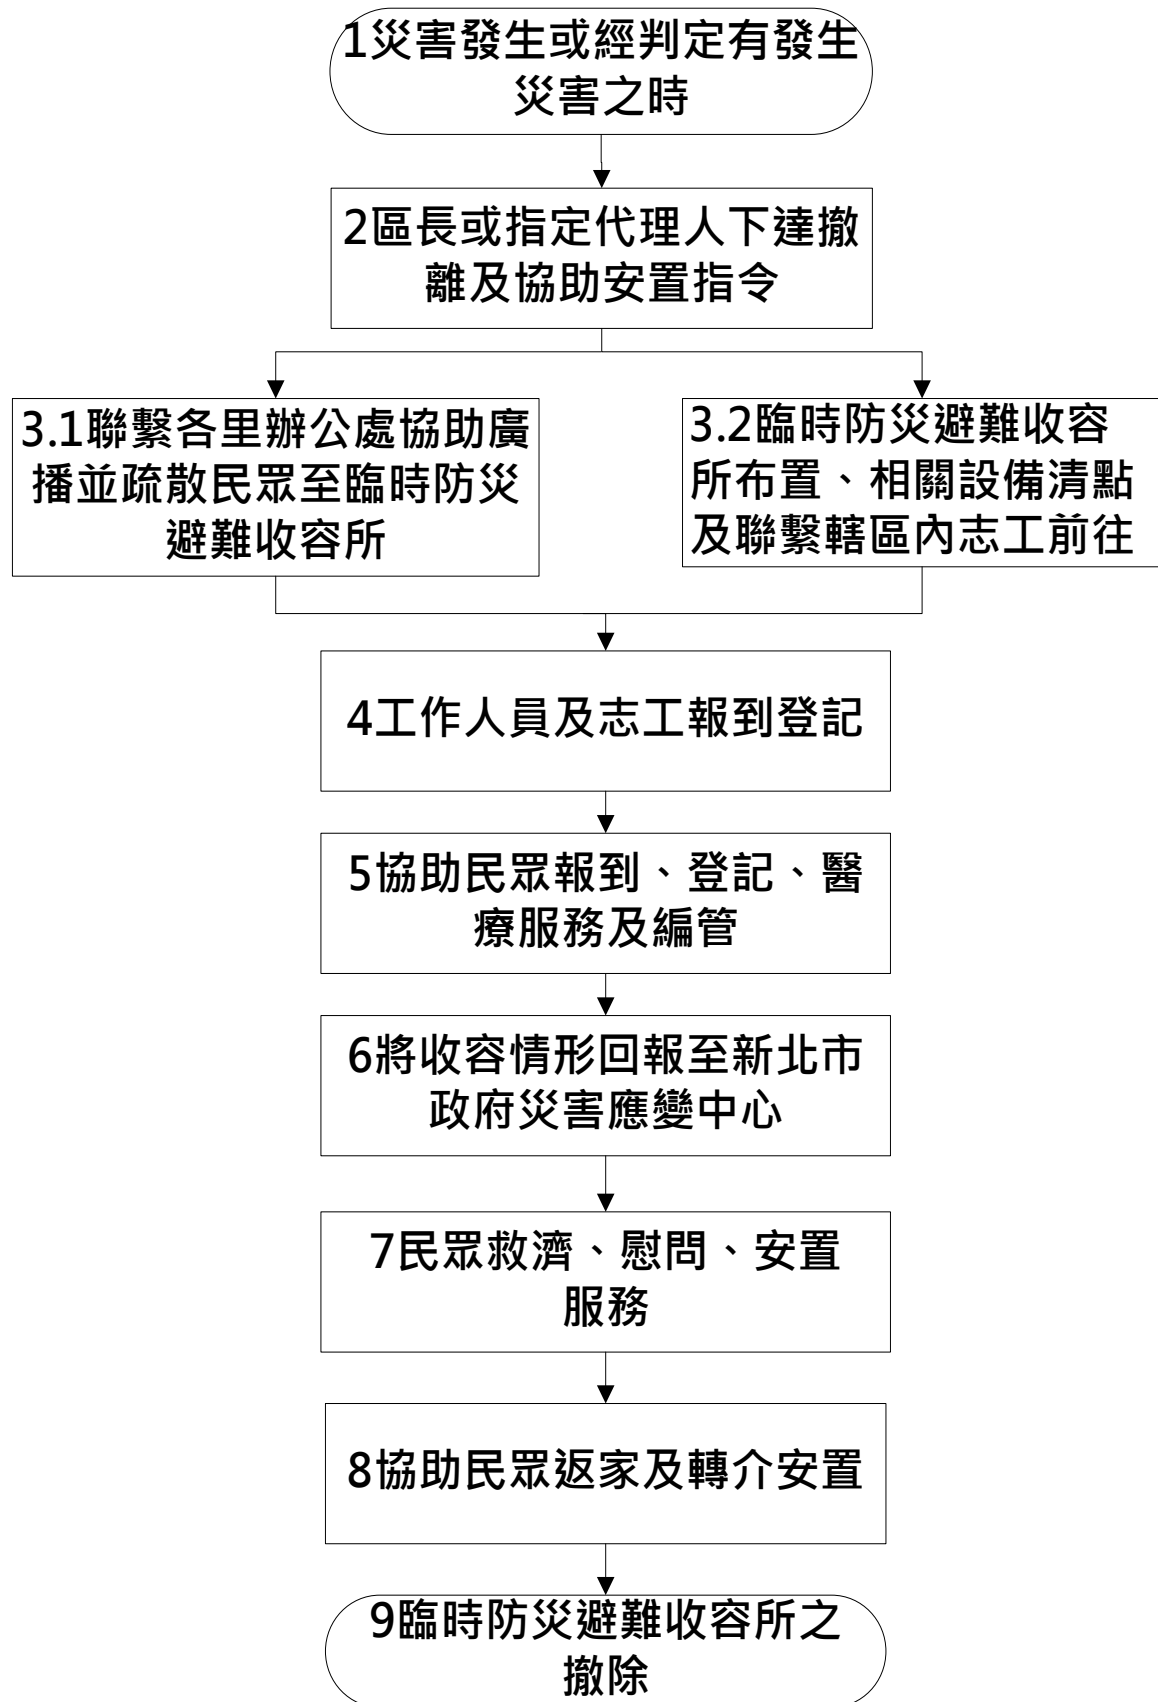 1災害發生或經判定有發生
災害之時
2區長或指定代理人下達撤
離及協助安置指令
3.1聯繫各里辦公處協助廣
播並疏散民眾至臨時防災
避難收容所
3.2臨時防災避難收容
所布置、相關設備清點
及聯繫轄區內志工前往
4工作人員及志工報到登記
5協助民眾報到、登記、醫
療服務及編管
6將收容情形回報至新北市
政府災害應變中心
7民眾救濟、慰問、安置
服務
8協助民眾返家及轉介安置
9臨時防災避難收容所之
撤除